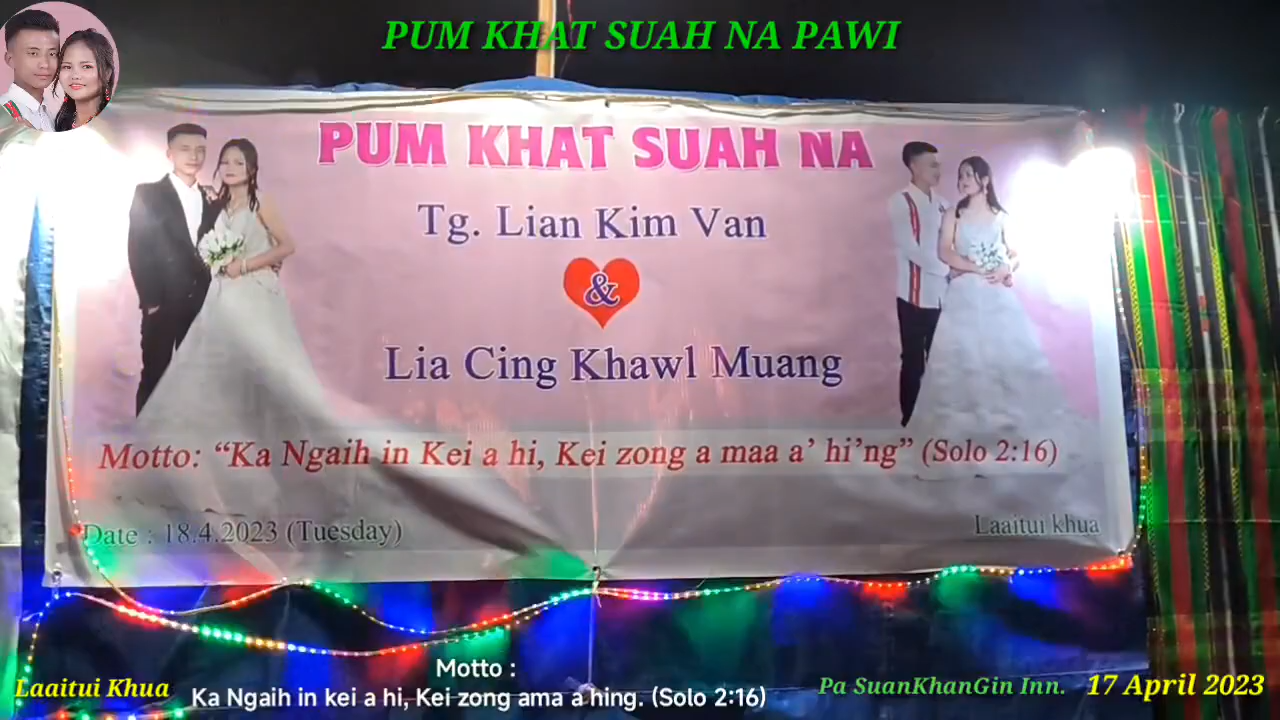 PUM KHAT SUAH NA PAWI
PUM KHAT SUAH NA
Tg. Lian Kim Van
&
Lia Cing Khawl Muang
Motto: “Ka Ngaih in Kei a hi, Kei zong a maa a’ hi’ng” (Solo 2:16)
Date : 18.4.2023 (Tuesday)
Laaitui khua
Motto :
Ka Ngaih in kei a hi, Kei zong ama a hing. (Solo 2:16)
Laaitui Khua
Pa SuanKhanGin Inn.
17 April 2023